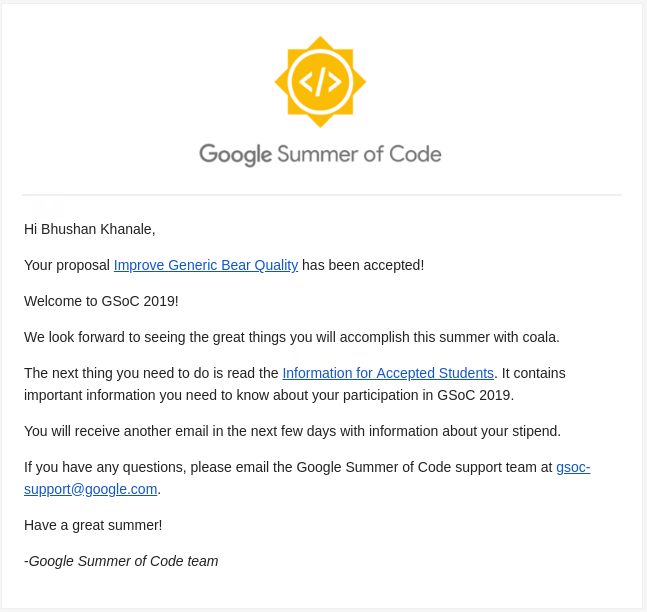 </>
Google Summer of Code
Hi Bhushan Khanale,
Your proposal Improve Generic Bear Quality has been accepted!
Welcome to GSoC 2019!
We look forward to seeing the great things you will accomplish this summer with coala.
The next thing you need to do is read the Information for Accepted Students. It contains
important information you need to know about your participation in GSoC 2019.
You will receive another email in the next few days with information about your stipend.
If you have any questions, please email the Google Summer of Code support team at gsoc-
support@google.com.
Have a great summer!
-Google Summer of Code team